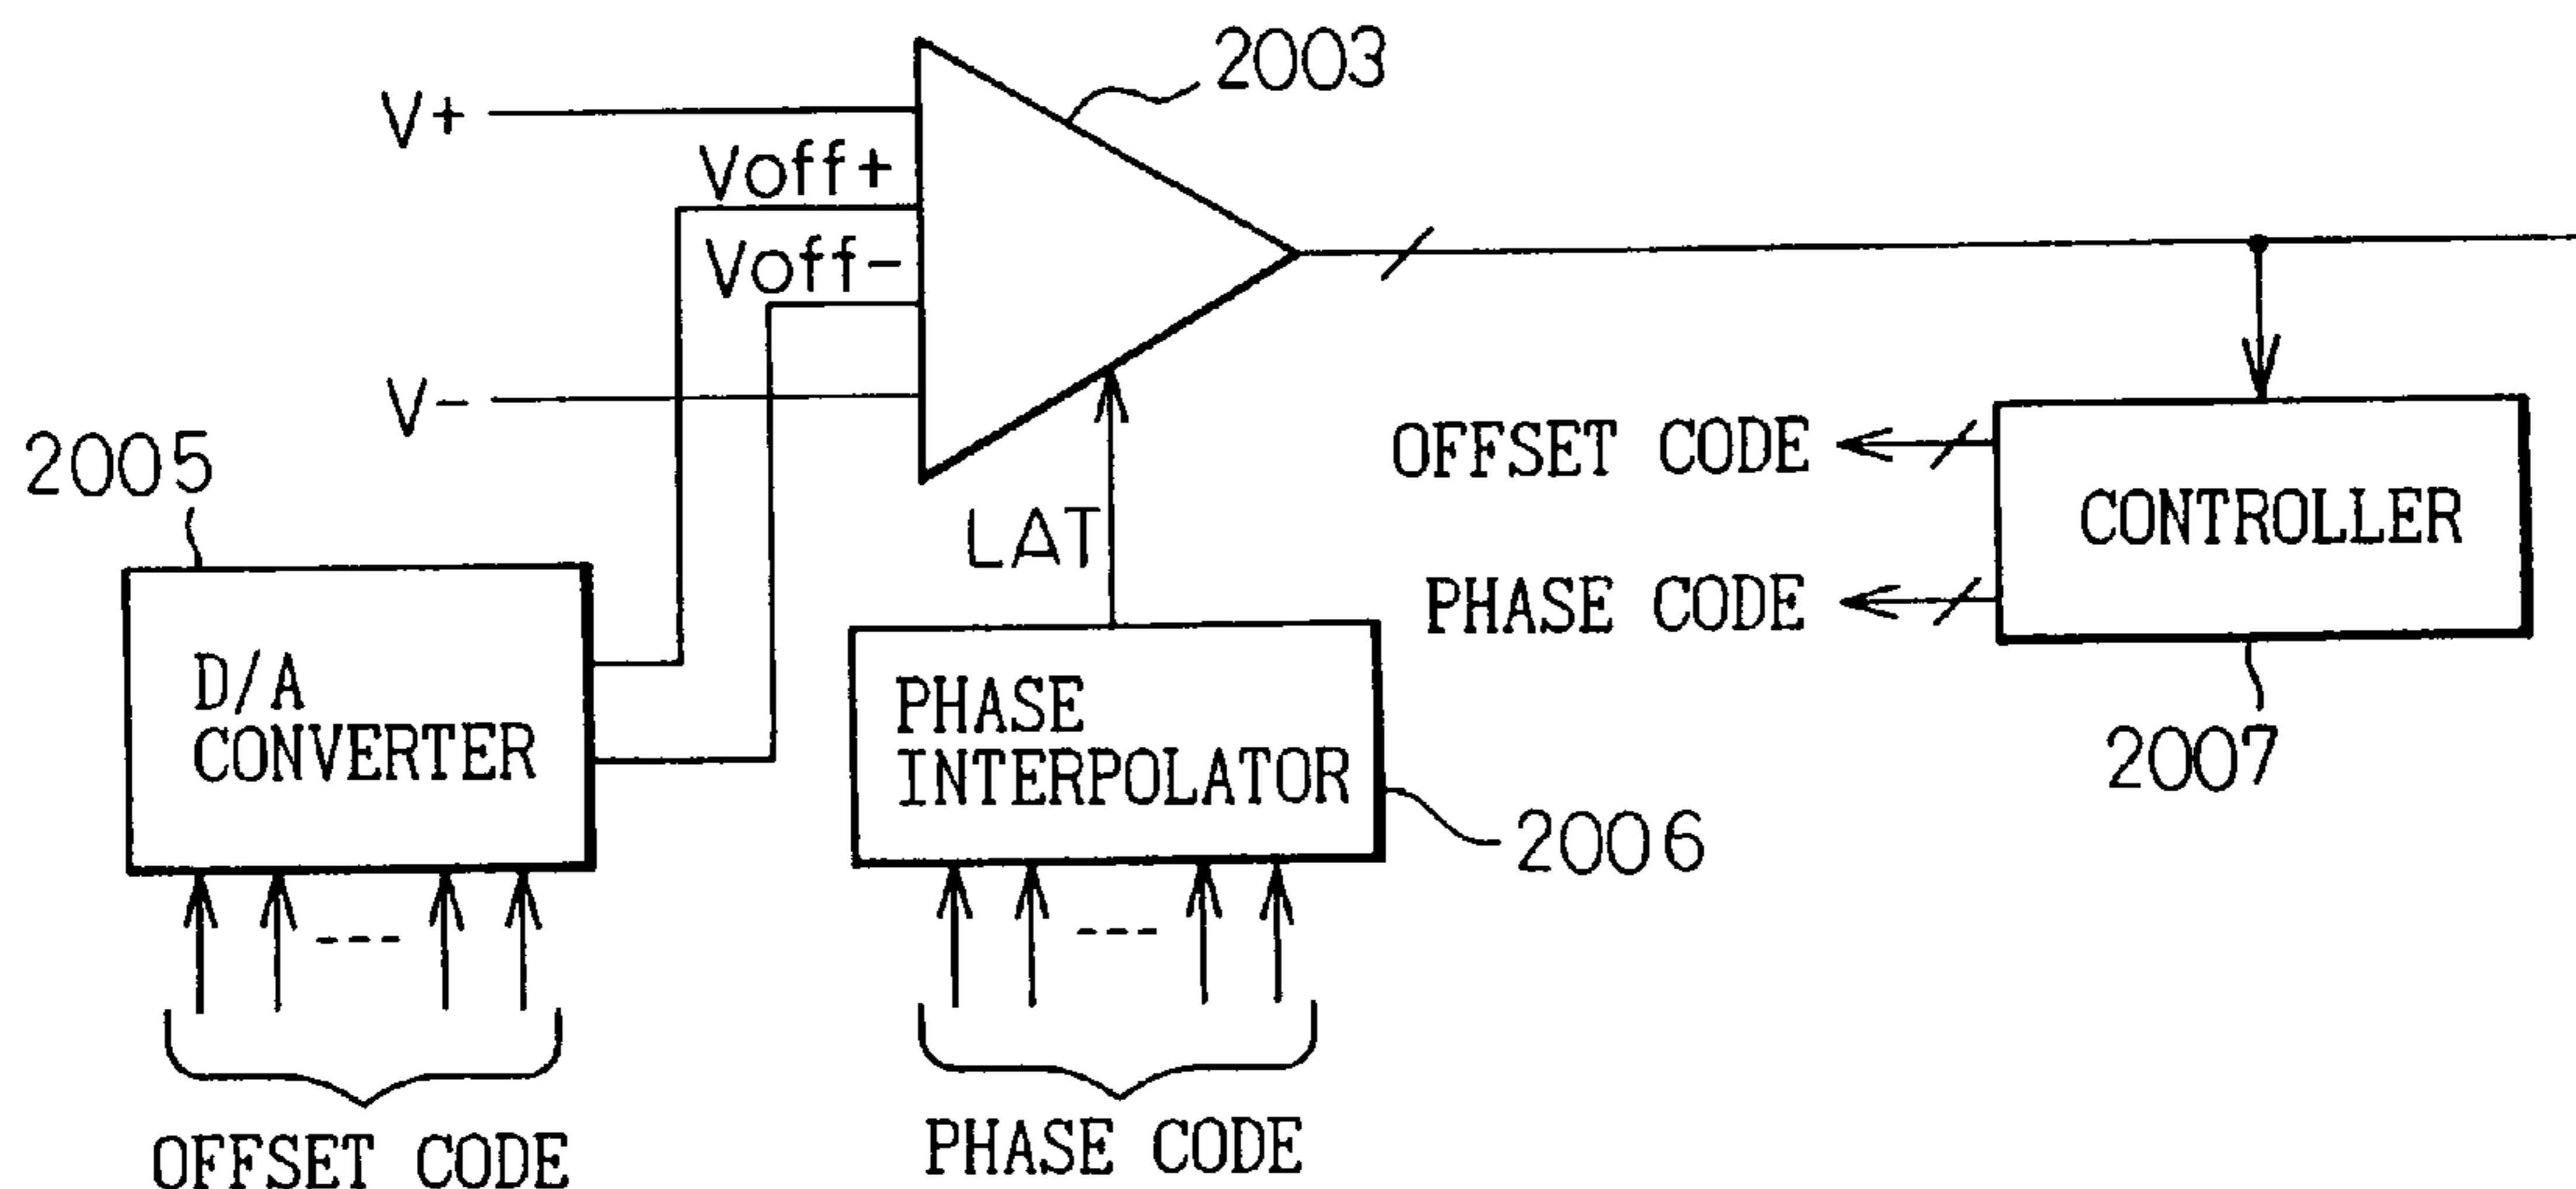 2003
V+
Voff+
Voff-
V-
2005
LAT
OFFSET CODE
PHASE CODE
CONTROLLER
D/A
CONVERTER
PHASE
INTERPOLATOR
2007
2006
---
---
OFFSET CODE
PHASE CODE